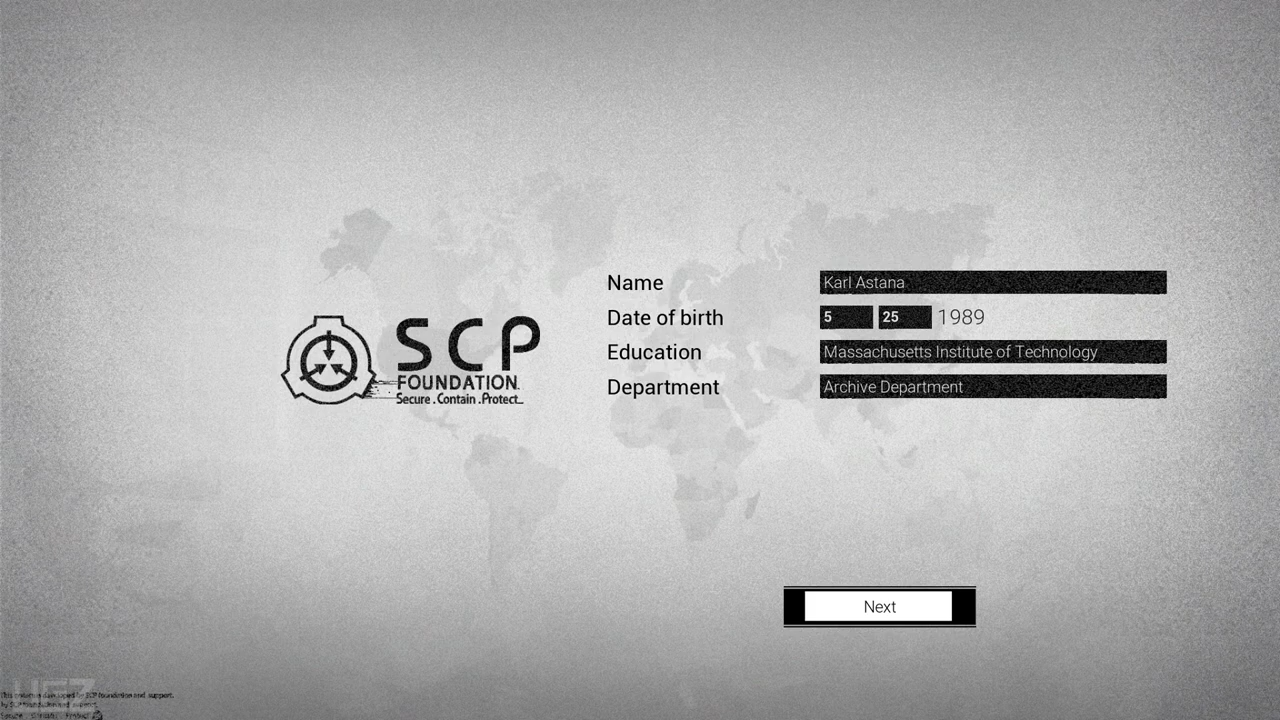 Name
Karl Astana
Date of birth
5 25 1989
Education
Massachusetts Institute of Technology
Department
Archive Department
SCP
FOUNDATION
Secure . Contain . Protect_
Next